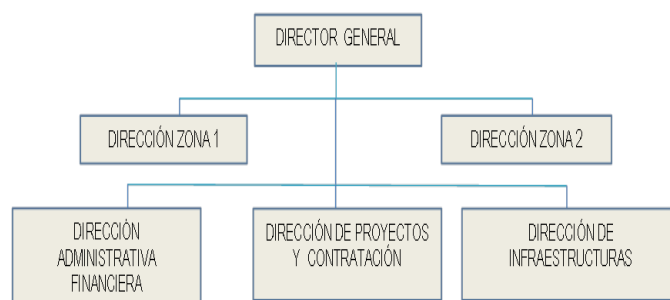 DIRECTOR GENERAL
DIRECCIÓN ZONA 1
DIRECCIÓN ZONA 2
DIRECCIÓN
ADMINISTRATIVA
FINANCIERA
DIRECCIÓN DE PROYECTOS
Y CONTRATACIÓN
DIRECCIÓN DE
INFRAESTRUCTURAS